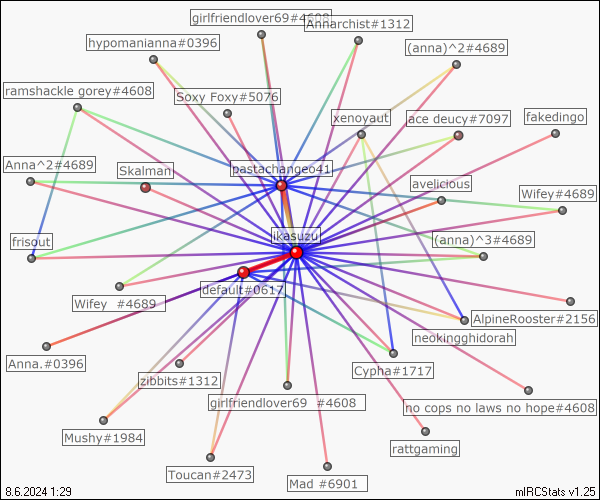 girlfriendlover69#4608
Annarchist#1312
hypomanianna#0396
(anna)^2#4689
ramshackle gorey#4608
Soxy Foxy#5076
xenoyaut
ace deucy#7097
fakedingo
Anna^2#4689
Skalman
pastachangeo41
avelicious
Wifey#4689
frisout
ikasuzu
(anna)^3#4689
default#0617
Wifey #4689
AlpineRooster#2156
neokingghidorah
Anna.#0396
zibbits#1312
Cypha#1717
girlfriendlover69 #4608
no cops no laws no hope#4608
Mushy#1984
rattgaming
Toucan#2473
Mad #6901
8.6.2024 1:29
mIRCStats v1.25